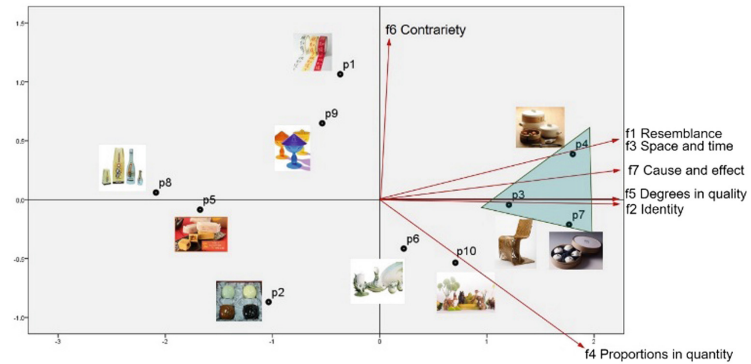 f6 Contrariety
1.5
p1
1.0
p9
0.5
p4
f1 Resemblance
f3 Space and time
f7 Cause and effect
p8
f5 Degrees in quality
0.0
p5
p3
f2 Identity
p7
p6
-0.5
p10
p2
-1.0
-3
-2
-1
0
1
2
f4 Proportions in quantity